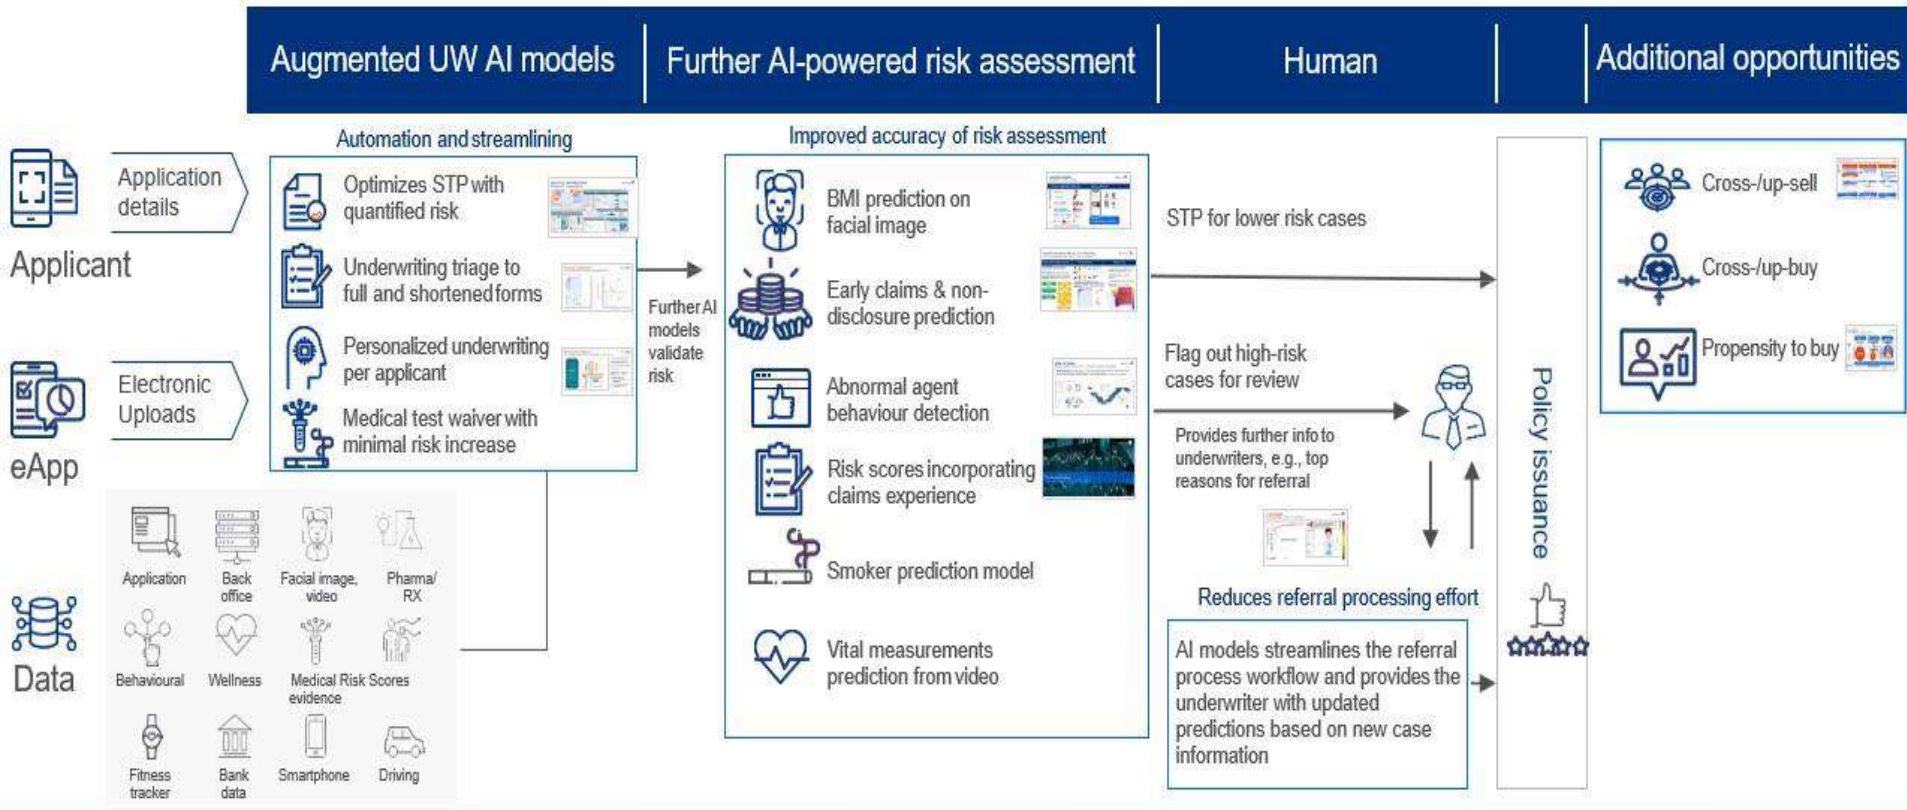 Augmented UW AI models
Further AI-powered risk assessment
Human
Additional opportunities
Applicant
Application
details
eApp
Electronic
Uploads
Data
Application
Back
office
Facial image,
video
Pharma/
RX
Behavioural
Wellness
Medical
evidence
Risk Scores
Fitness
tracker
Bank
data
Smartphone
Driving
Automation and streamlining
Optimizes STP with
quantified risk
Underwriting triage to
full and shortened forms
Personalized underwriting
per applicant
Medical test waiver with
minimal risk increase
Further AI
models
validate
risk
Improved accuracy of risk assessment
BMI prediction on
facial image
Early claims & non-
disclosure prediction
Abnormal agent
behaviour detection
Risk scores incorporating
claims experience
Smoker prediction model
Vital measurements
prediction from video
STP for lower risk cases
Flag out high-risk
cases for review
Provides further info to
underwriters, e.g., top
reasons for referral
Reduces referral processing effort
AI models streamlines the referral
process workflow and provides the
underwriter with updated
predictions based on new case
information
Policy issuance
Cross-/up-sell
Cross-/up-buy
Propensity to buy